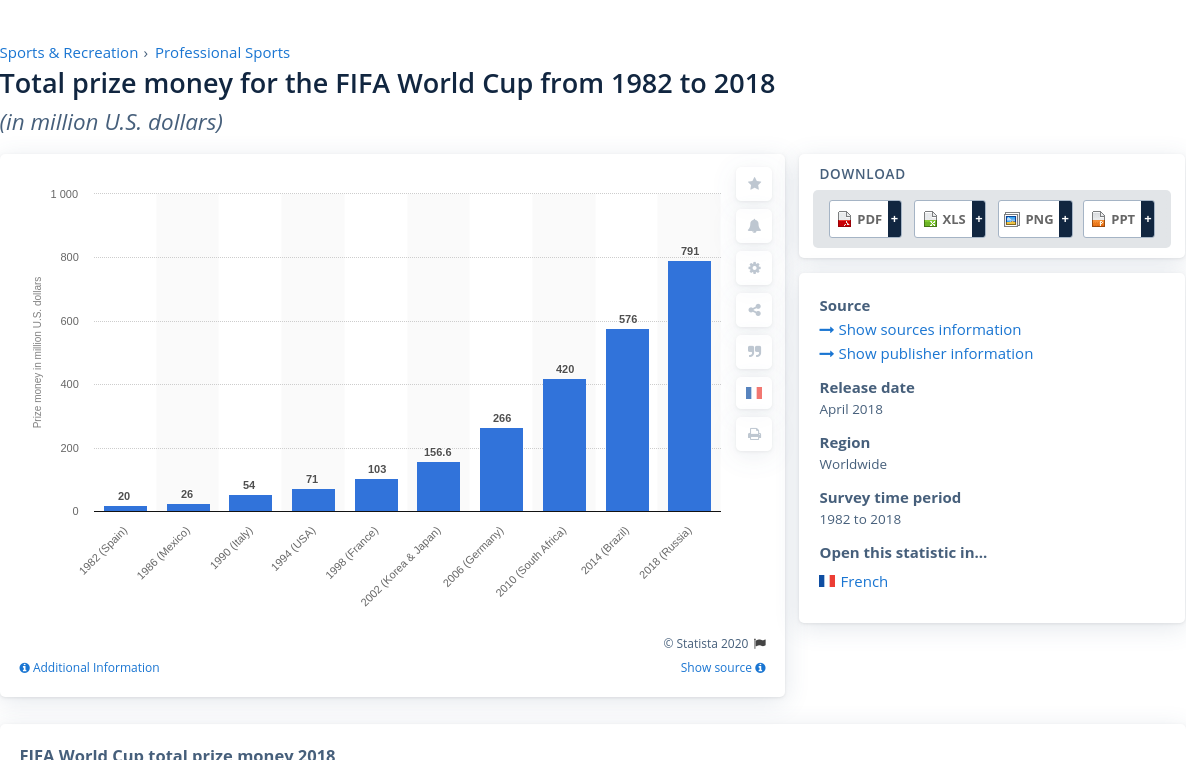 Sports & Recreation › Professional Sports
Total prize money for the FIFA World Cup from 1982 to 2018
(in million U.S. dollars)
Prize money in million U.S. dollars
1 000
800
600
400
200
0
20
26
54
71
103
156.6
266
420
576
791
1982 (Spain)
1986 (Mexico)
1990 (Italy)
1994 (USA)
1998 (France)
2002 (Korea & Japan)
2006 (Germany)
2010 (South Africa)
2014 (Brazil)
2018 (Russia)
© Statista 2020
Additional Information
Show source
DOWNLOAD
PDF +
XLS +
PNG +
PPT +
Source
Show sources information
Show publisher information
Release date
April 2018
Region
Worldwide
Survey time period
1982 to 2018
Open this statistic in...
French
FIFA World Cup total prize money 2018